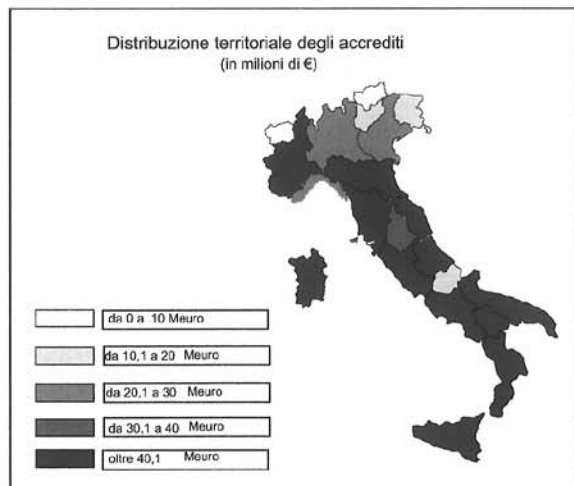 Distribuzione territoriale degli accrediti
(in milioni di €)
da 0 a 10 Meuro
da 10,1 a 20 Meuro
da 20,1 a 30 Meuro
da 30,1 a 40 Meuro
oltre 40,1 Meuro